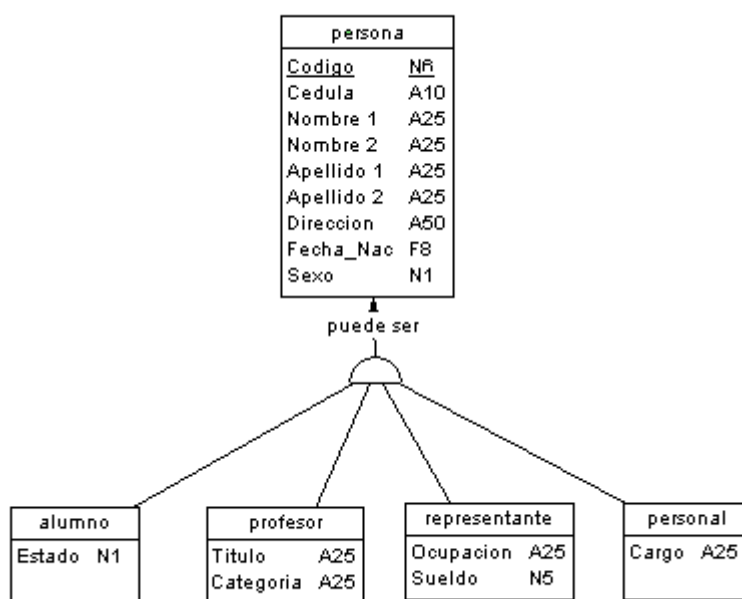 persona
Codigo N6
Cedula A10
Nombre 1 A25
Nombre 2 A25
Apellido 1 A25
Apellido 2 A25
Direccion A50
Fecha_Nac F8
Sexo N1
puede ser
alumno
Estado N1
profesor
Titulo A25
Categoria A25
representante
Ocupacion A25
Sueldo N5
personal
Cargo A25